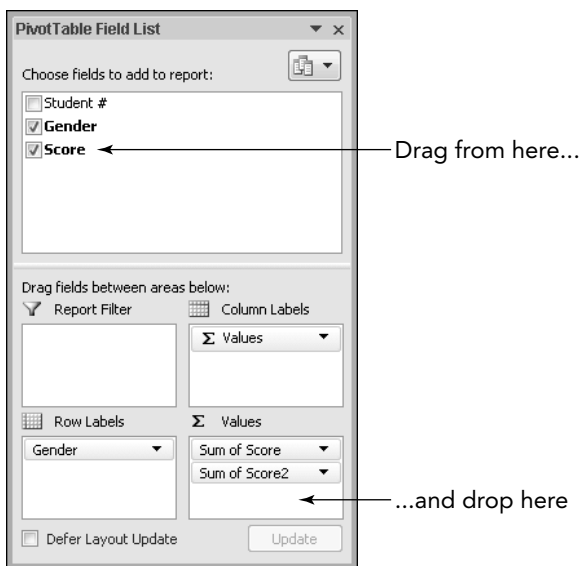 PivotTable Field List
Choose fields to add to report:
Student #
Gender
Score
Drag from here...
Drag fields between areas below:
Report Filter
Column Labels
Σ Values
Row Labels
Σ Values
Gender
Sum of Score
Sum of Score2
...and drop here
Defer Layout Update
Update